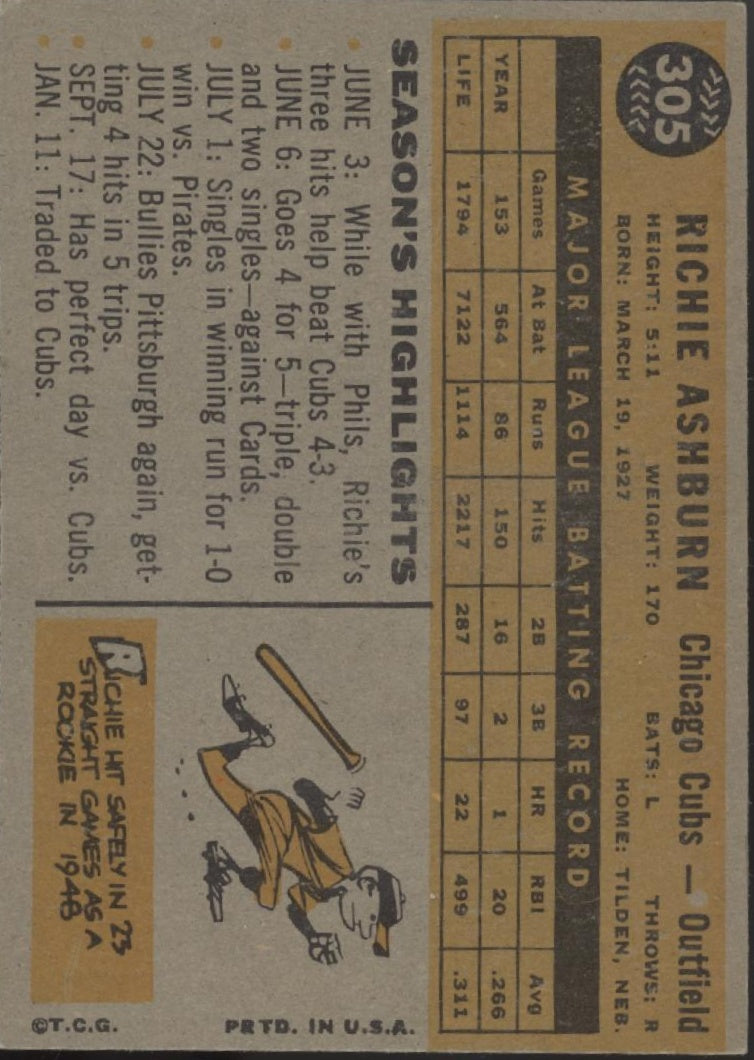 305
RICHIE ASHBURN Chicago Cubs — Outfield
HEIGHT: 5:11 WEIGHT: 170 BATS: L THROWS: R
BORN: MARCH 19, 1927 HOME: TILDEN, NEB.
MAJOR LEAGUE BATTING RECORD
Games At Bat Runs Hits 2B 3B HR RBI Avg
YEAR 153 564 86 150 16 2 1 20 .266
LIFE 1794 7122 1114 2217 287 97 22 499 .311
SEASON'S HIGHLIGHTS
• JUNE 3: While with Phils, Richie's
three hits help beat Cubs 4-3.
• JUNE 6: Goes 4 for 5—triple, double
and two singles—against Cards.
• JULY 1: Singles in winning run for 1-0
win vs. Pirates.
• JULY 22: Bullies Pittsburgh again, get-
ting 4 hits in 5 trips.
• SEPT. 17: Has perfect day vs. Cubs.
• JAN. 11: Traded to Cubs.
RICHIE HIT SAFELY IN 23
STRAIGHT GAMES AS A
ROOKIE IN 1948
©T.C.G. PRTD. IN U.S.A.